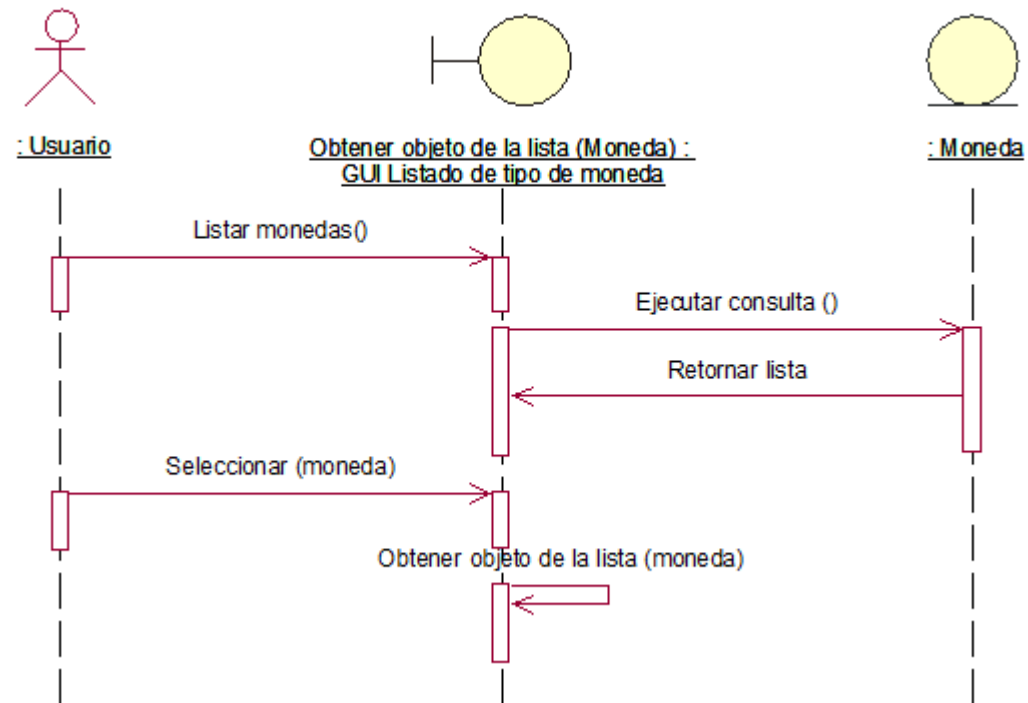 : Usuario
Obtener objeto de la lista (Moneda) :
GUI Listado de tipo de moneda
: Moneda
Listar monedas()
Ejecutar consulta ()
Retornar lista
Seleccionar (moneda)
Obtener objeto de la lista (moneda)